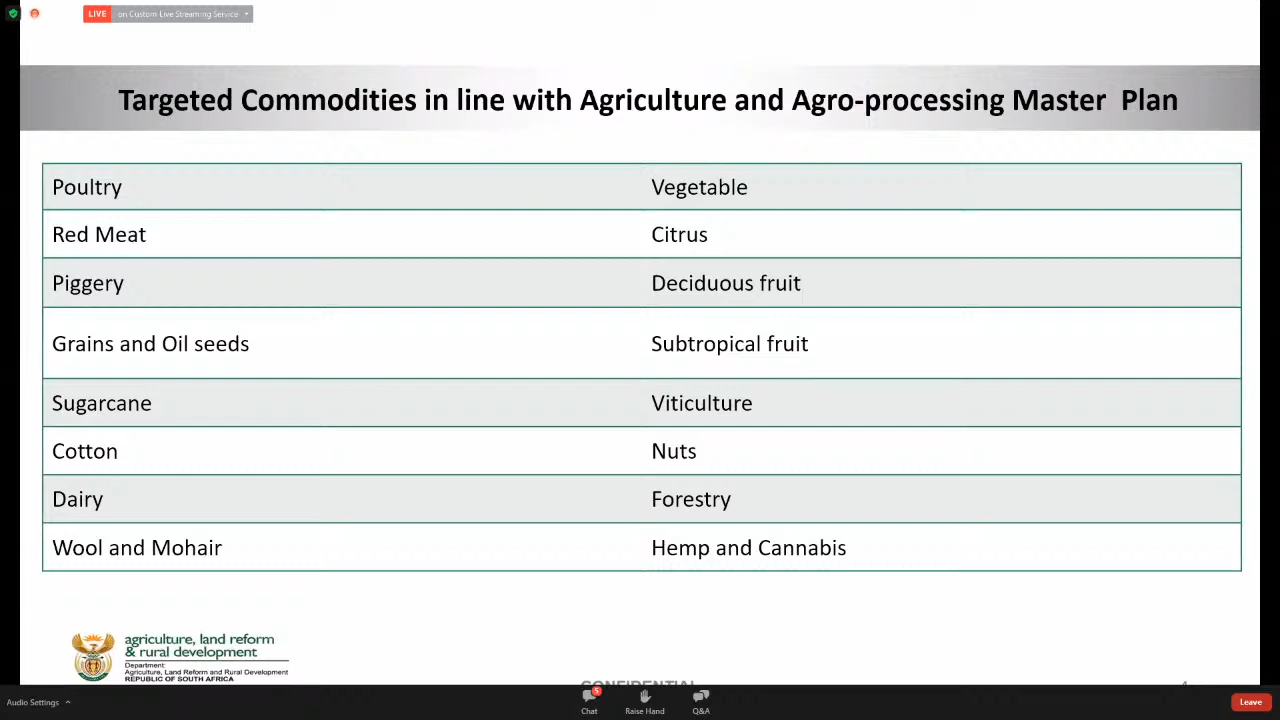 LIVE on Custom Live Streaming Service
Targeted Commodities in line with Agriculture and Agro-processing Master Plan
Poultry Vegetable
Red Meat Citrus
Piggery Deciduous fruit
Grains and Oil seeds Subtropical fruit
Sugarcane Viticulture
Cotton Nuts
Dairy Forestry
Wool and Mohair Hemp and Cannabis
agriculture, land reform
& rural development
Department:
Agriculture, Land Reform and Rural Development
REPUBLIC OF SOUTH AFRICA
CONFIDENTIAL 4
Audio Settings
5
Chat Raise Hand Q&A Leave